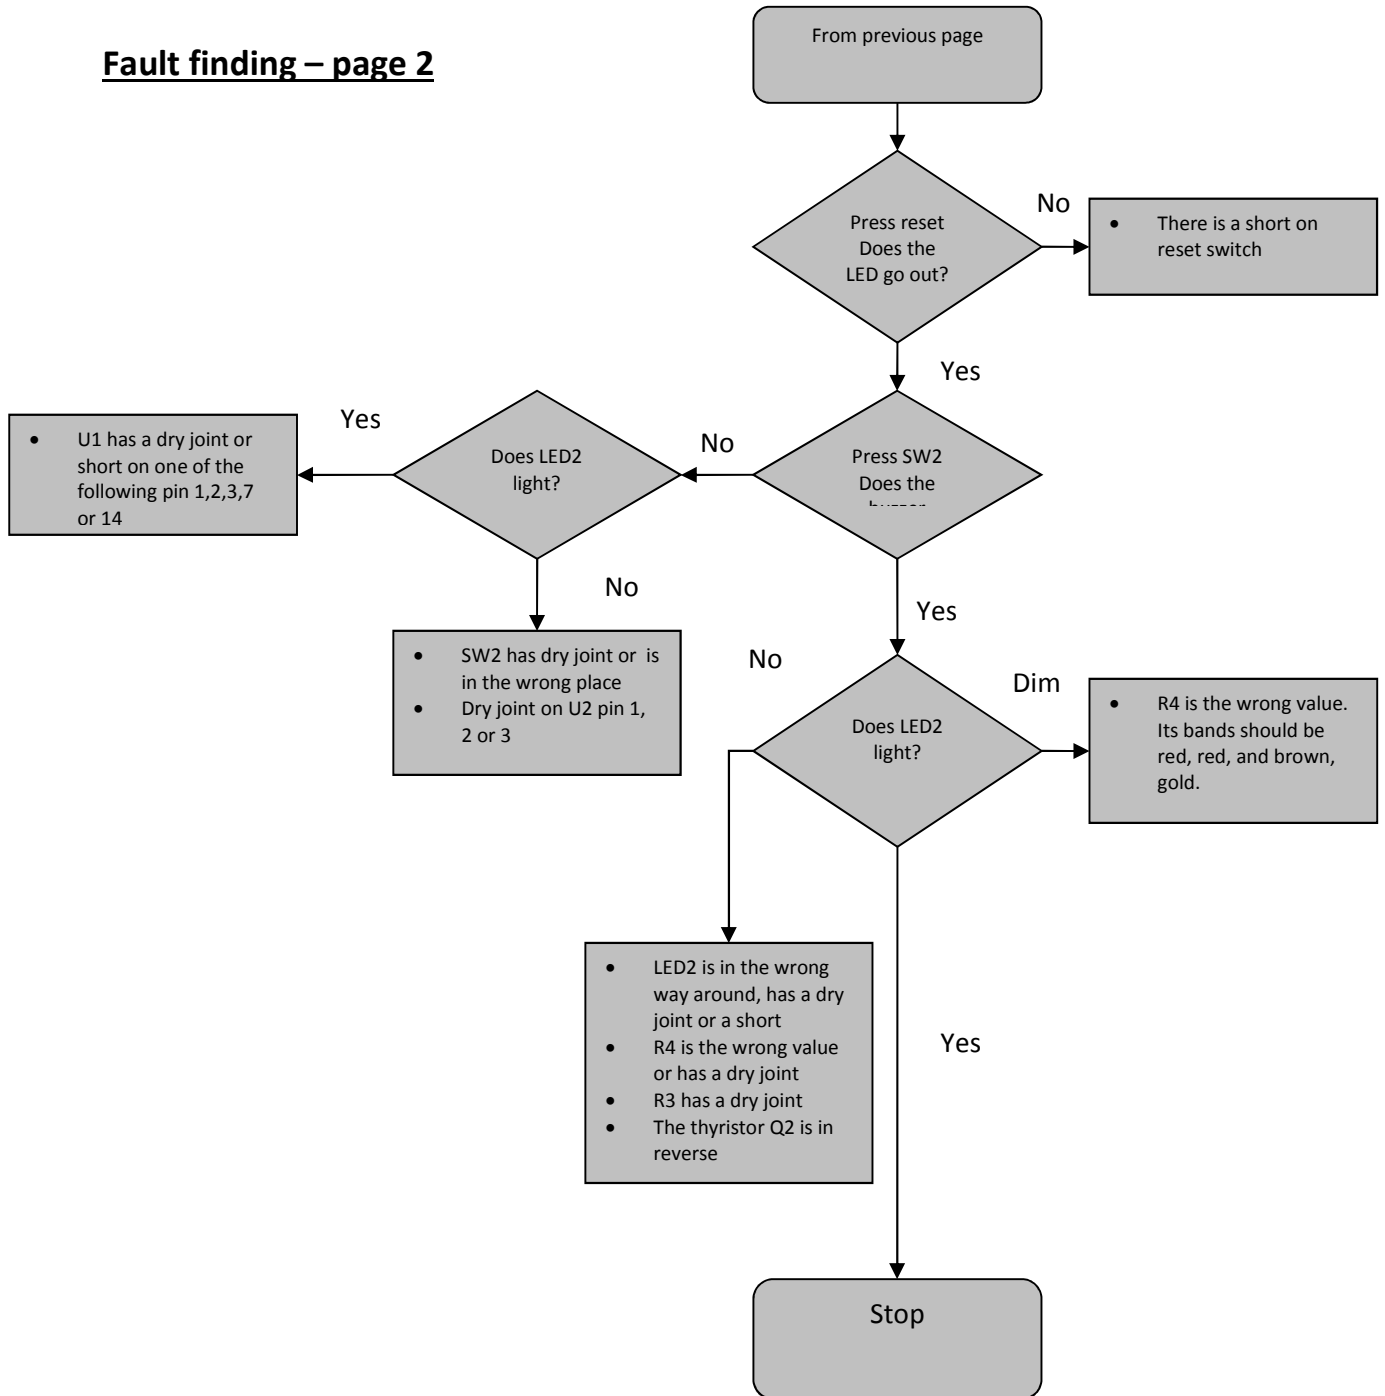 Fault finding – page 2
From previous page
Press reset
Does the
LED go out?
No
• There is a short on
reset switch
Yes
Press SW2
Does the
No
Does LED2
light?
Yes
• U1 has a dry joint or
short on one of the
following pin 1,2,3,7
or 14
No
• SW2 has dry joint or is
in the wrong place
• Dry joint on U2 pin 1,
2 or 3
Yes
Does LED2
light?
Dim
• R4 is the wrong value.
Its bands should be
red, red, and brown,
gold.
No
• LED2 is in the wrong
way around, has a dry
joint or a short
• R4 is the wrong value
or has a dry joint
• R3 has a dry joint
• The thyristor Q2 is in
reverse
Yes
Stop